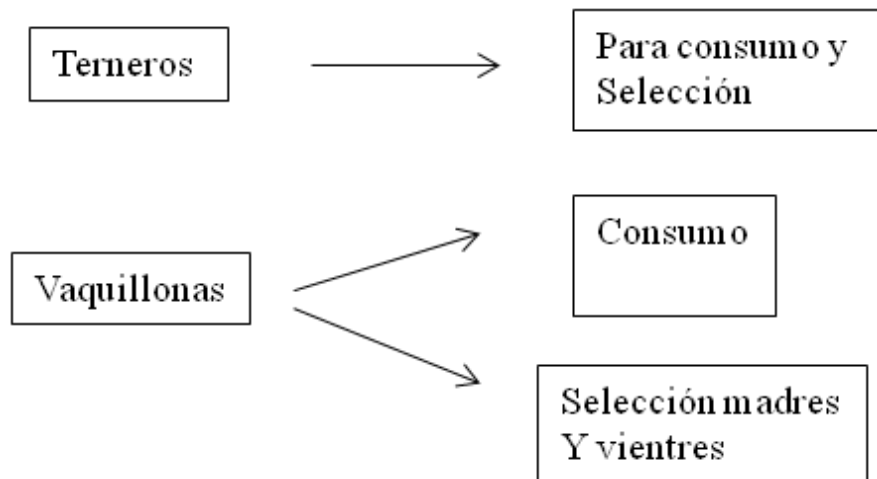 Terneros
Para consumo y
Selección
Consumo
Vaquillonas
Selección madres
Y vientres